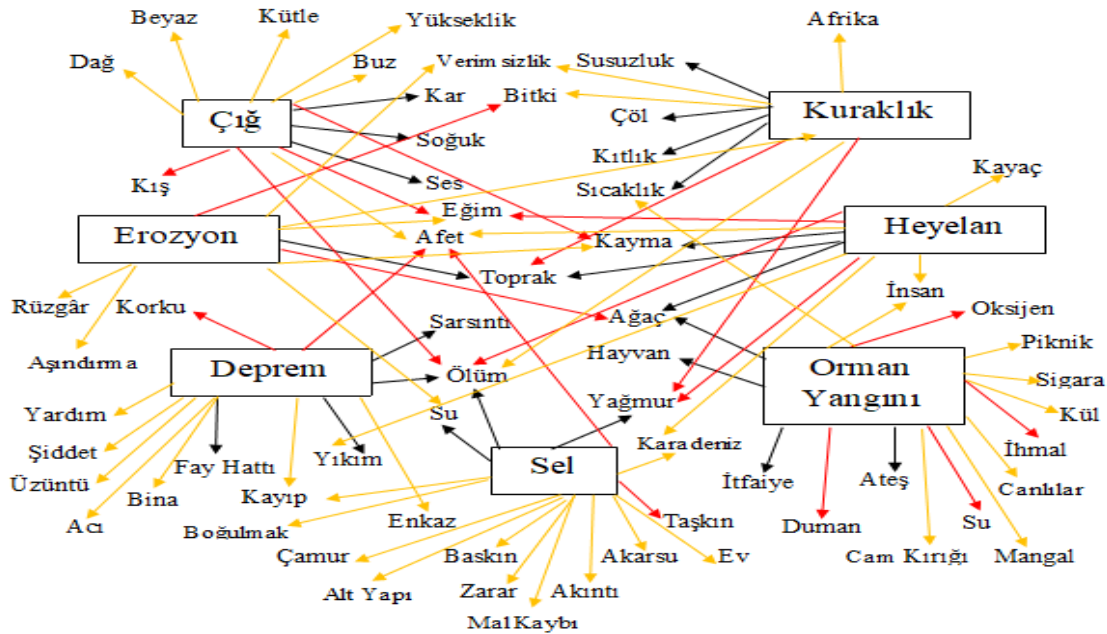 Beyaz
Kütle
Yükseklik
Afrika
Dağ
Buz
Verimsizlik
Susuzluk
Kar
Bitki
Çığ
Kuraklık
Çöl
Soğuk
Kıtlık
Kayaç
Kış
Ses
Sıcaklık
Eğim
Erozyon
Afet
Kayma
Heyelan
Toprak
İnsan
Rüzgâr
Korku
Ağaç
Oksijen
Sarsıntı
Piknik
Aşındırma
Hayvan
Deprem
Ölüm
Orman
Yangını
Sigara
Yağmur
Kül
Yardım
Su
Karadeniz
İhmal
Şiddet
Fay Hattı
Yıkım
Sel
İtfaiye
Ateş
Canlılar
Üzüntü
Bina
Kayıp
Enkaz
Taşkın
Duman
Su
Acı
Boğulmak
Çamur
Baskın
Akarsu
Ev
Cam Kırığı
Mangal
Alt Yapı
Zarar
Akıntı
Mal Kaybı